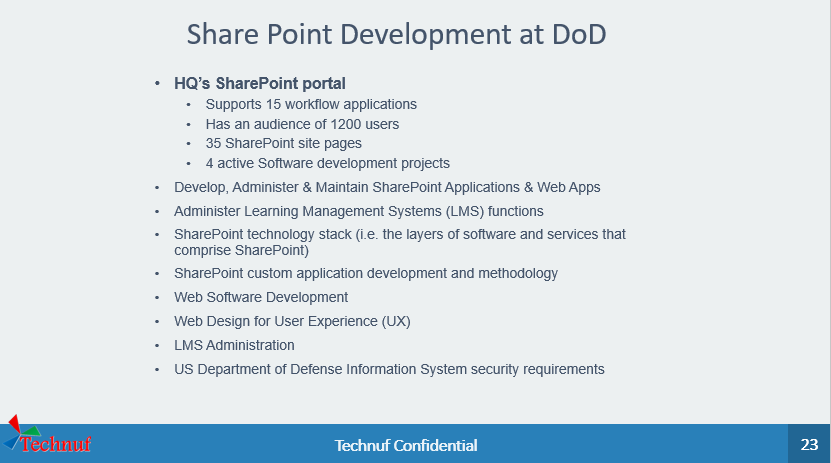 Share Point Development at DoD
• HQ's SharePoint portal
• Supports 15 workflow applications
• Has an audience of 1200 users
• 35 SharePoint site pages
• 4 active Software development projects
• Develop, Administer & Maintain SharePoint Applications & Web Apps
• Administer Learning Management Systems (LMS) functions
• SharePoint technology stack (i.e. the layers of software and services that
comprise SharePoint)
• SharePoint custom application development and methodology
• Web Software Development
• Web Design for User Experience (UX)
• LMS Administration
• US Department of Defense Information System security requirements
Technuf
Technuf Confidential
23